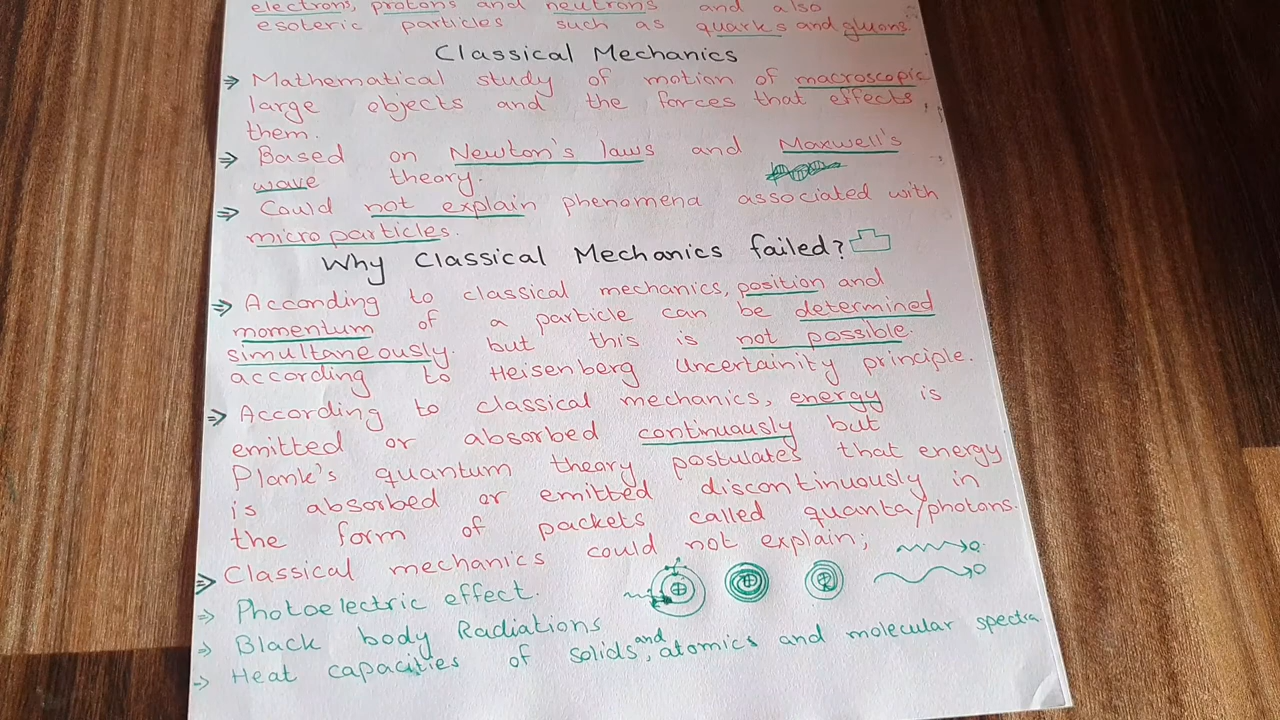 electrons, protons and neutrons and also
esoteric particles such as quarks and gluons.
Classical Mechanics
⇒ Mathematical study of motion of macroscopic
large objects and the forces that effects
them.
⇒ Based on Newton's laws and Maxwell's
wave theory.
⇒ Could not explain phenomena associated with
microparticles.
Why Classical Mechanics failed?
⇒ According to classical mechanics, position and
momentum of a particle can be determined
simultaneously. but this is not possible.
according to Heisenberg Uncertainity principle.
⇒ According to classical mechanics, energy is
emitted or absorbed continuously but
Plank's quantum theory postulates that energy
is absorbed or emitted discontinuously in
the form of packets called quanta/photons.
⇒ Classical mechanics could not explain;
⇒ Photoelectric effect.
⇒ Black body Radiations
⇒ Heat capacities of solids, and atomics and molecular spectra.